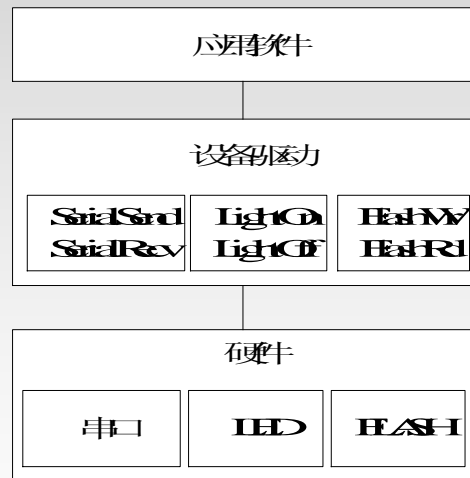 应用软件
设备驱动
SerialSend
SerialRecv
LightOn
LightOff
FlashWr
FlashRd
硬件
串口
LED
FLASH